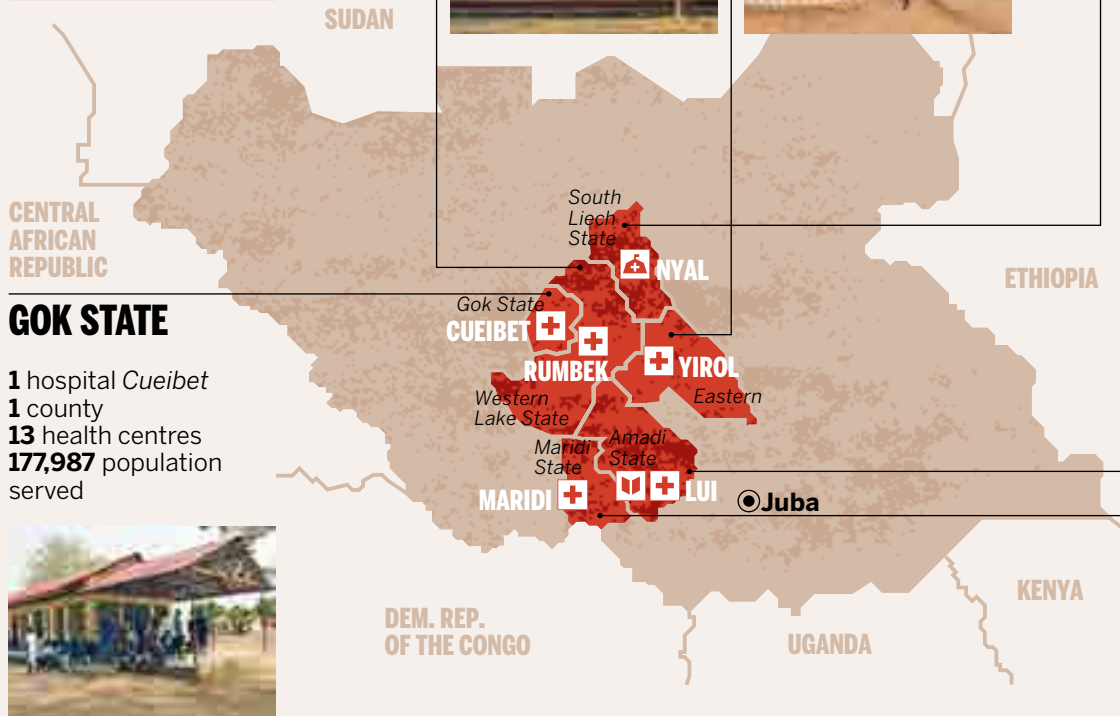 SUDAN
CENTRAL
AFRICAN
REPUBLIC
South
Liech
State
NYAL
ETHIOPIA
GOK STATE
Gok State
CUEIBET
RUMBEK
YIROL
1 hospital Cueibet
1 county
13 health centres
177,987 population
served
Western
Lake State
Eastern
Maridi
State
Amadi
State
MARIDI
LUI
Juba
KENYA
DEM. REP.
OF THE CONGO
UGANDA